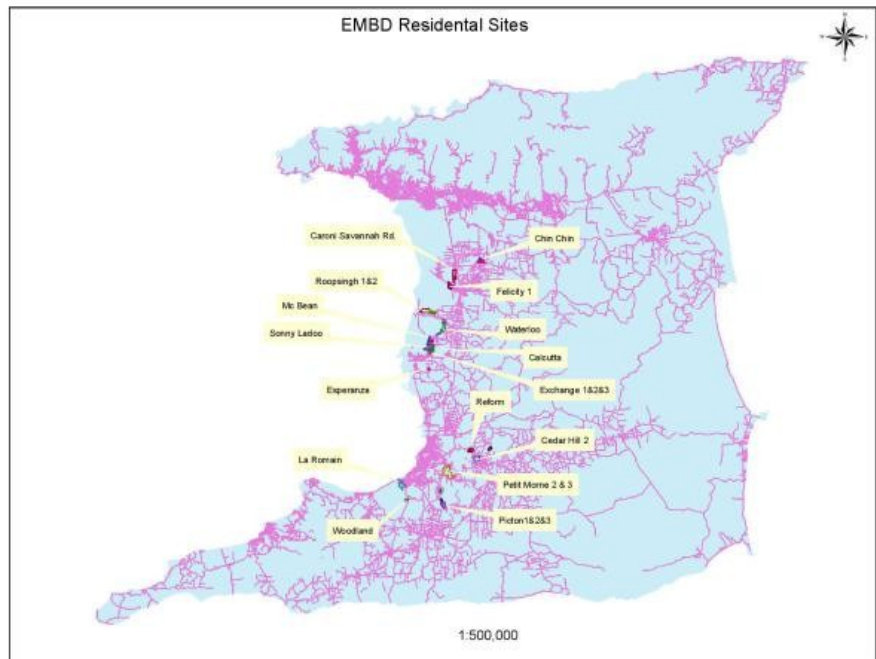 EMBD Residental Sites
Caroni Savannah Rd.
Chin Chin
Roopsingh 1&2
Felicity 1
Mc Bean
Waterloo
Sonny Ladoo
Calcutta
Esperanza
Exchange 1&2&3
Reform
Cedar Hill 2
La Romain
Petit Morne 2 & 3
Woodland
Picton1&2&3
1:500,000